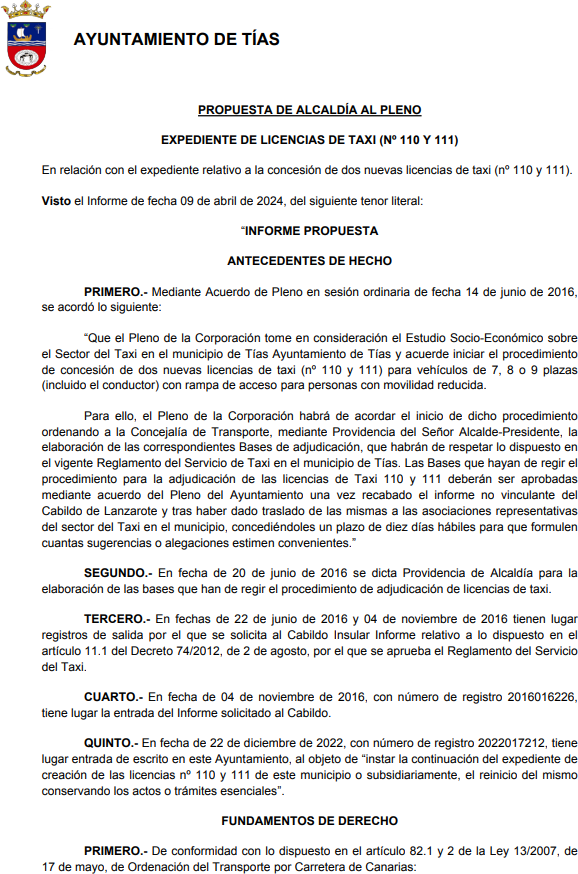 AYUNTAMIENTO DE TÍAS
PROPUESTA DE ALCALDÍA AL PLENO
EXPEDIENTE DE LICENCIAS DE TAXI (Nº 110 Y 111)
En relación con el expediente relativo a la concesión de dos nuevas licencias de taxi (nº 110 y 111).
Visto el Informe de fecha 09 de abril de 2024, del siguiente tenor literal:
“INFORME PROPUESTA
ANTECEDENTES DE HECHO
PRIMERO.- Mediante Acuerdo de Pleno en sesión ordinaria de fecha 14 de junio de 2016,
se acordó lo siguiente:
“Que el Pleno de la Corporación tome en consideración el Estudio Socio-Económico sobre
el Sector del Taxi en el municipio de Tías Ayuntamiento de Tías y acuerde iniciar el procedimiento
de concesión de dos nuevas licencias de taxi (nº 110 y 111) para vehículos de 7, 8 o 9 plazas
(incluido el conductor) con rampa de acceso para personas con movilidad reducida.
Para ello, el Pleno de la Corporación habrá de acordar el inicio de dicho procedimiento
ordenando a la Concejalía de Transporte, mediante Providencia del Señor Alcalde-Presidente, la
elaboración de las correspondientes Bases de adjudicación, que habrán de respetar lo dispuesto en
el vigente Reglamento del Servicio de Taxi en el municipio de Tías. Las Bases que hayan de regir el
procedimiento para la adjudicación de las licencias de Taxi 110 y 111 deberán ser aprobadas
mediante acuerdo del Pleno del Ayuntamiento una vez recabado el informe no vinculante del
Cabildo de Lanzarote y tras haber dado traslado de las mismas a las asociaciones representativas
del sector del Taxi en el municipio, concediéndoles un plazo de diez días hábiles para que formulen
cuantas sugerencias o alegaciones estimen convenientes.“
SEGUNDO.- En fecha de 20 de junio de 2016 se dicta Providencia de Alcaldía para la
elaboración de las bases que han de regir el procedimiento de adjudicación de licencias de taxi.
TERCERO.- En fechas de 22 de junio de 2016 y 04 de noviembre de 2016 tienen lugar
registros de salida por el que se solicita al Cabildo Insular Informe relativo a lo dispuesto en el
artículo 11.1 del Decreto 74/2012, de 2 de agosto, por el que se aprueba el Reglamento del Servicio
del Taxi.
CUARTO.- En fecha de 04 de noviembre de 2016, con número de registro 2016016226,
tiene lugar la entrada del Informe solicitado al Cabildo.
QUINTO.- En fecha de 22 de diciembre de 2022, con número de registro 2022017212, tiene
lugar entrada de escrito en este Ayuntamiento, al objeto de “instar la continuación del expediente de
creación de las licencias nº 110 y 111 de este municipio o subsidiariamente, el reinicio del mismo
conservando los actos o trámites esenciales”.
FUNDAMENTOS DE DERECHO
PRIMERO.- De conformidad con lo dispuesto en el artículo 82.1 y 2 de la Ley 13/2007, de
17 de mayo, de Ordenación del Transporte por Carretera de Canarias: